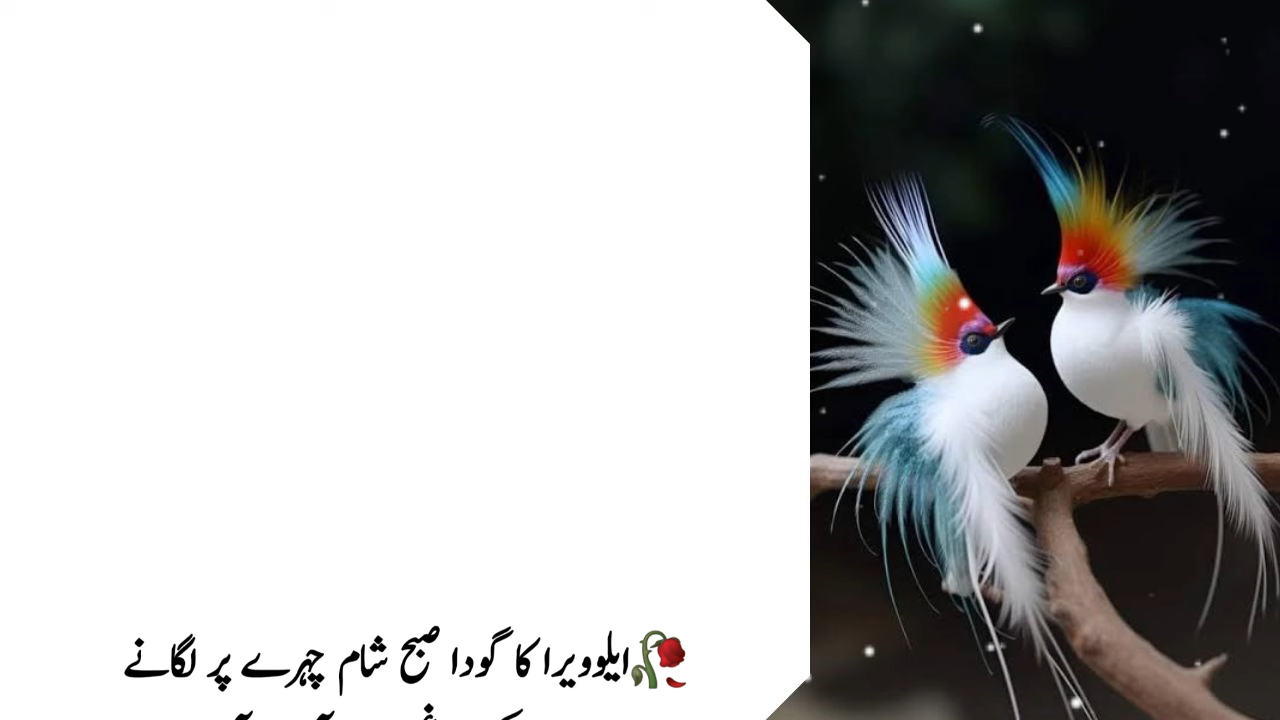 🥀ایلوویرا کا گودا صبح شام چہرے پر لگانے